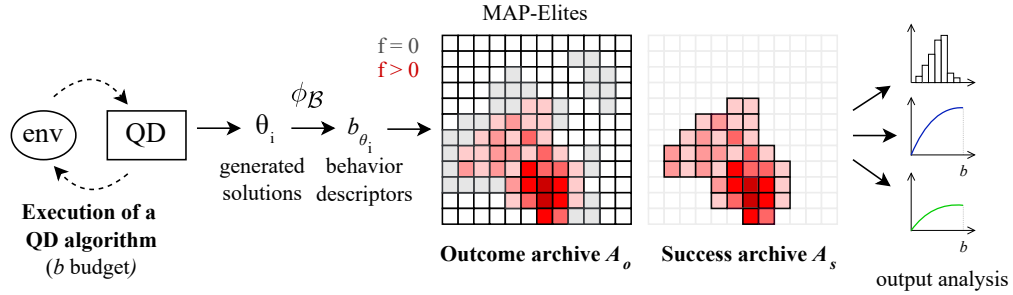 MAP-Elites
f = 0
f > 0
env
QD
θi
ϕB
bθi
generated
solutions
behavior
descriptors
Execution of a
QD algorithm
(b budget)
Outcome archive Ao
Success archive As
b
b
output analysis